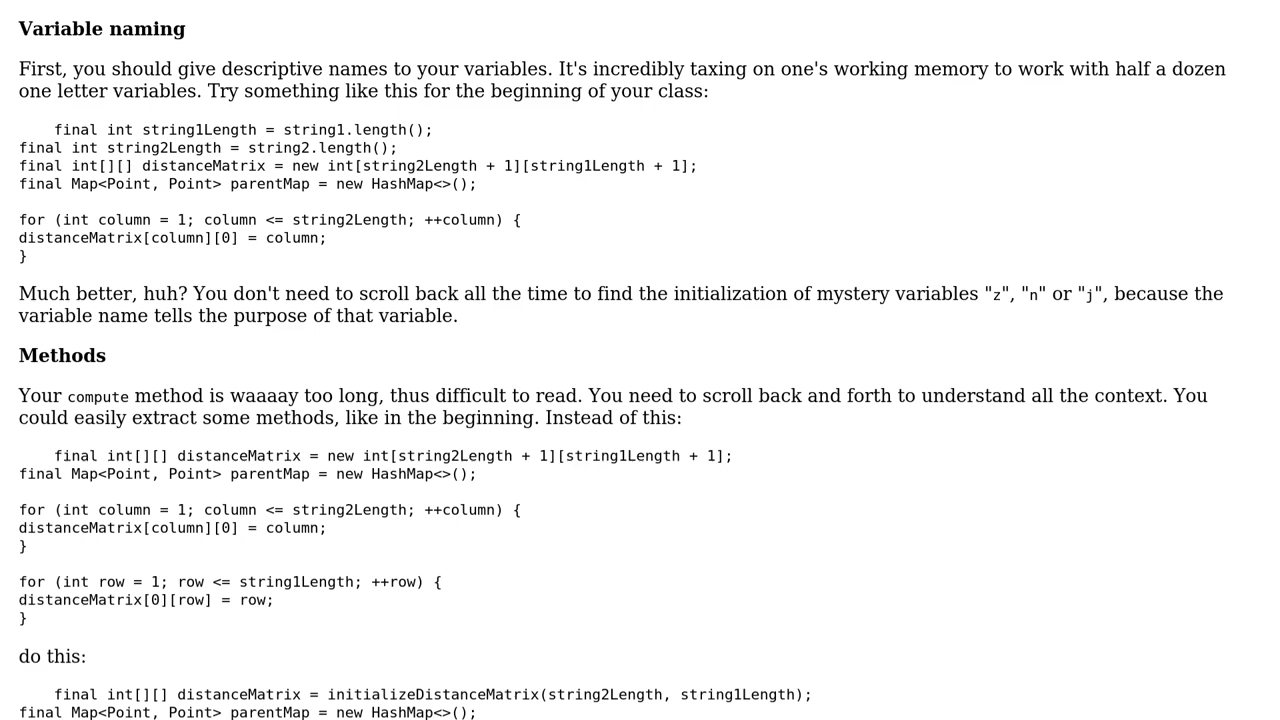 Variable naming
First, you should give descriptive names to your variables. It's incredibly taxing on one's working memory to work with half a dozen
one letter variables. Try something like this for the beginning of your class:
final int string1Length = string1.length();
final int string2Length = string2.length();
final int[][] distanceMatrix = new int[string2Length + 1][string1Length + 1];
final Map<Point, Point> parentMap = new HashMap<>();
for (int column = 1; column <= string2Length; ++column) {
distanceMatrix[column][0] = column;
}
Much better, huh? You don't need to scroll back all the time to find the initialization of mystery variables "z", "n" or "j", because the
variable name tells the purpose of that variable.
Methods
Your compute method is waaaay too long, thus difficult to read. You need to scroll back and forth to understand all the context. You
could easily extract some methods, like in the beginning. Instead of this:
final int[][] distanceMatrix = new int[string2Length + 1][string1Length + 1];
final Map<Point, Point> parentMap = new HashMap<>();
for (int column = 1; column <= string2Length; ++column) {
distanceMatrix[column][0] = column;
}
for (int row = 1; row <= string1Length; ++row) {
distanceMatrix[0][row] = row;
}
do this:
final int[][] distanceMatrix = initializeDistanceMatrix(string2Length, string1Length);
final Map<Point, Point> parentMap = new HashMap<>();